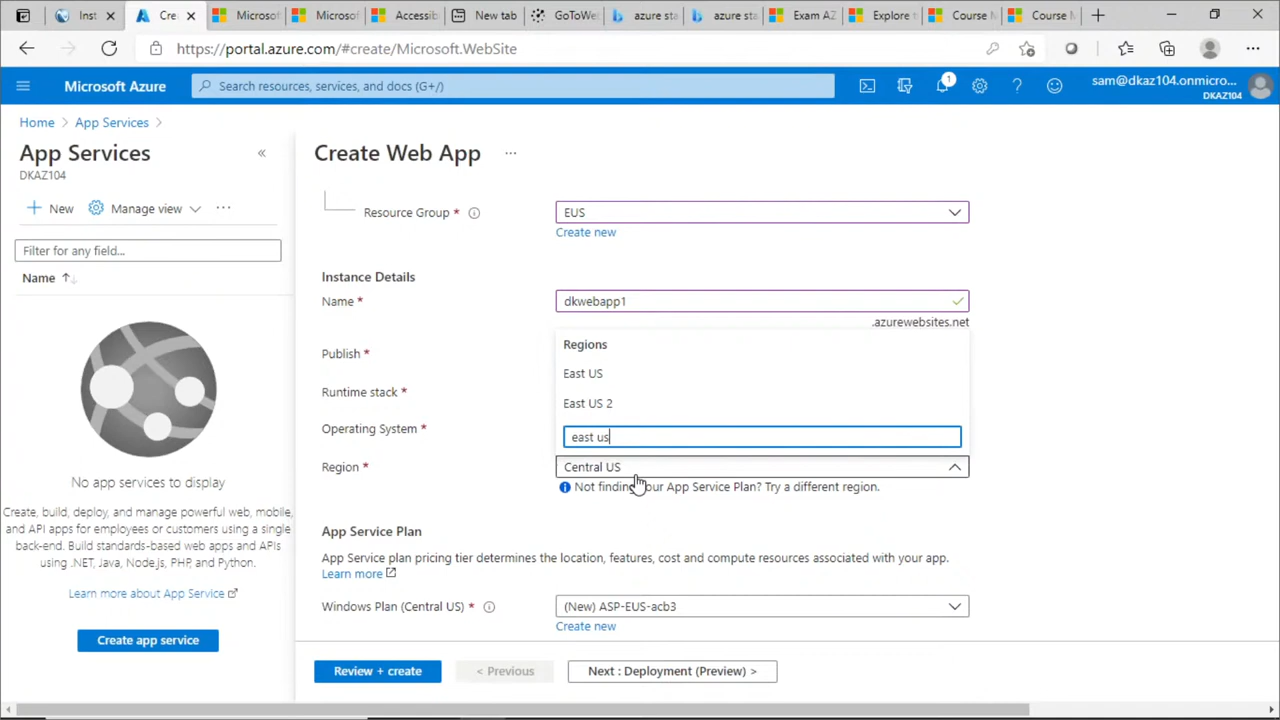 Inst
Cre
Microsof
Microsof
Accessib
New tab
GoToWe
azure sta
azure sta
Exam AZ
Explore
Course M
Course M
https://portal.azure.com/#create/Microsoft.WebSite
Microsoft Azure
Search resources, services, and docs (G+/)
1
sam@dkaz104.onmicro...
DKAZ104
Home > App Services >
App Services
DKAZ104
New
Manage view
Filter for any field...
Name
No app services to display
Create, build, deploy, and manage powerful web, mobile,
and API apps for employees or customers using a single
back-end. Build standards-based web apps and APIs
using .NET, Java, Node.js, PHP, and Python.
Learn more about App Service
Create app service
Create Web App
Resource Group *
EUS
Create new
Instance Details
Name *
dkwebapp1
.azurewebsites.net
Publish *
Runtime stack *
Operating System *
Region *
Regions
East US
East US 2
east us
Central US
Not finding your App Service Plan? Try a different region.
App Service Plan
App Service plan pricing tier determines the location, features, cost and compute resources associated with your app.
Learn more
Windows Plan (Central US) *
(New) ASP-EUS-acb3
Create new
Review + create
< Previous
Next : Deployment (Preview) >